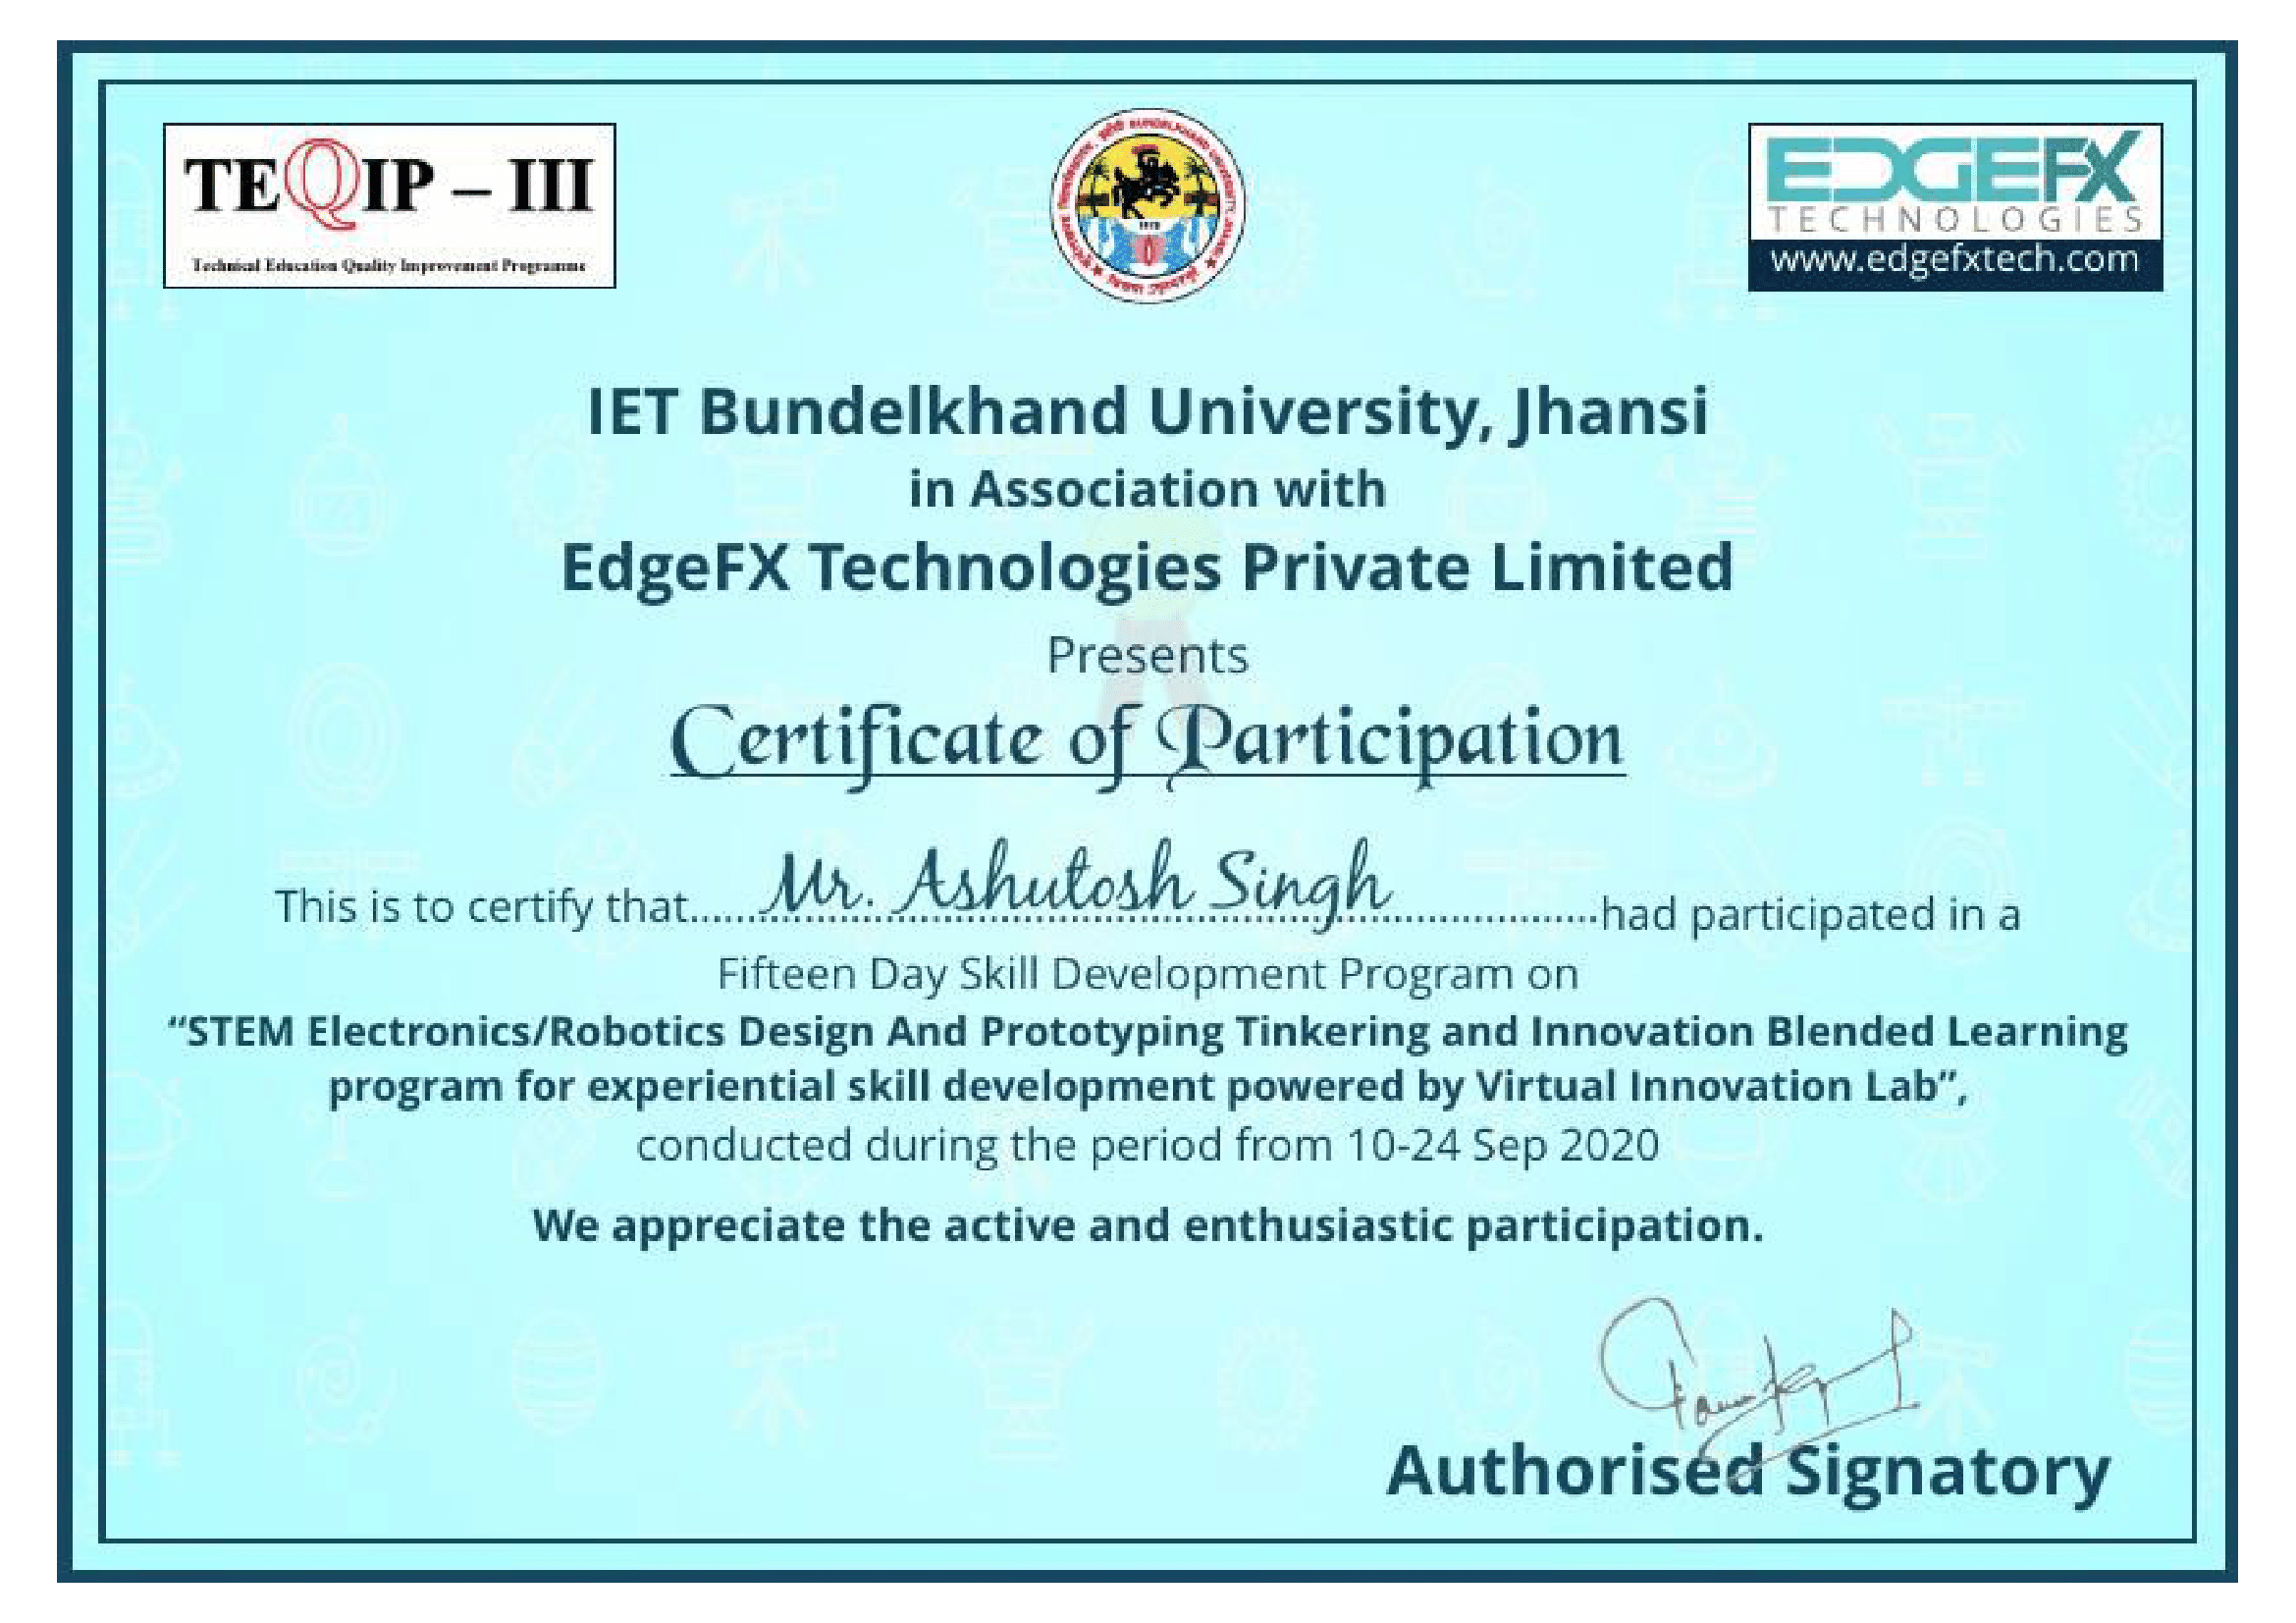 TEQIP – III
Technical Education Quality Improvement Programme
EDGEFX
TECHNOLOGIES
www.edgefxtech.com
IET Bundelkhand University, Jhansi
in Association with
EdgeFX Technologies Private Limited
Presents
Certificate of Participation
This is to certify that......Mr. Ashutosh Singh..................had participated in a
Fifteen Day Skill Development Program on
“STEM Electronics/Robotics Design And Prototyping Tinkering and Innovation Blended Learning
program for experiential skill development powered by Virtual Innovation Lab”,
conducted during the period from 10-24 Sep 2020
We appreciate the active and enthusiastic participation.
Authorised Signatory